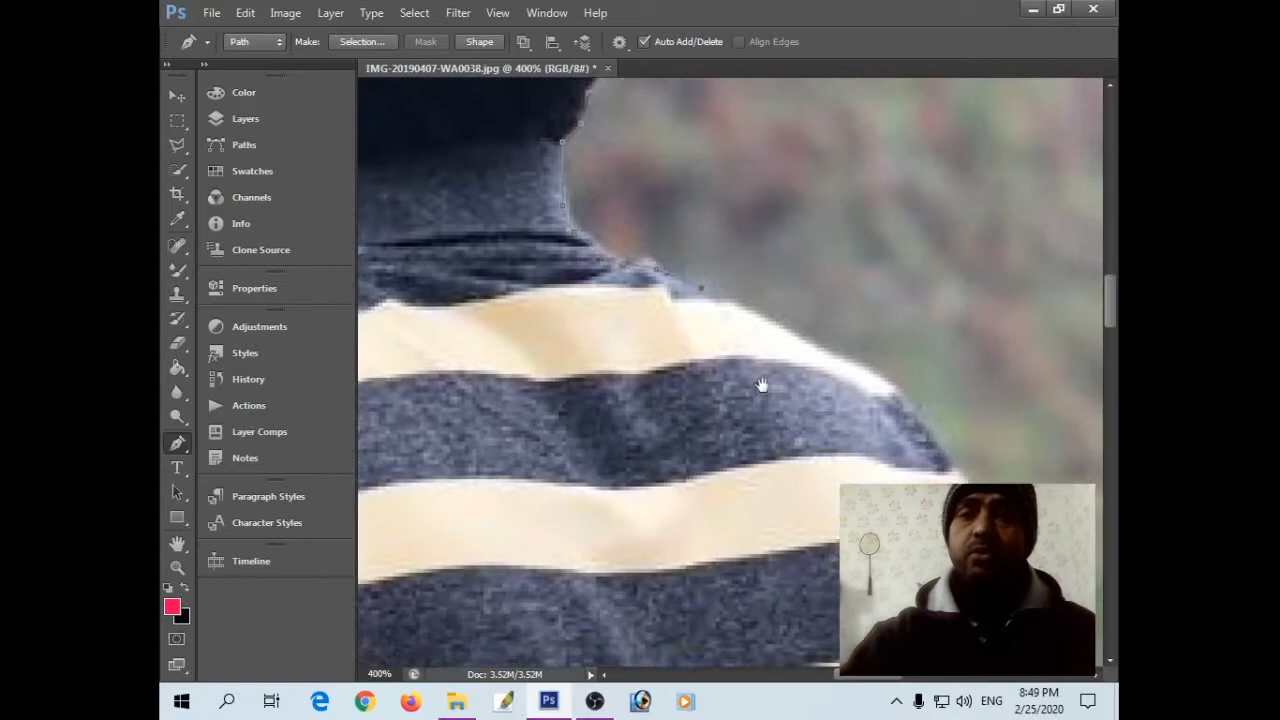 Ps File Edit Image Layer Type Select Filter View Window Help
Path Make: Selection... Mask Shape Auto Add/Delete Align Edges
IMG-20190407-WA0038.jpg @ 400% (RGB/8#) * ×
Color
Layers
Paths
Swatches
Channels
Info
Clone Source
Properties
Adjustments
Styles
History
Actions
Layer Comps
Notes
Paragraph Styles
Character Styles
Timeline
400% Doc: 3.52M/3.52M
ENG
8:49 PM
2/25/2020